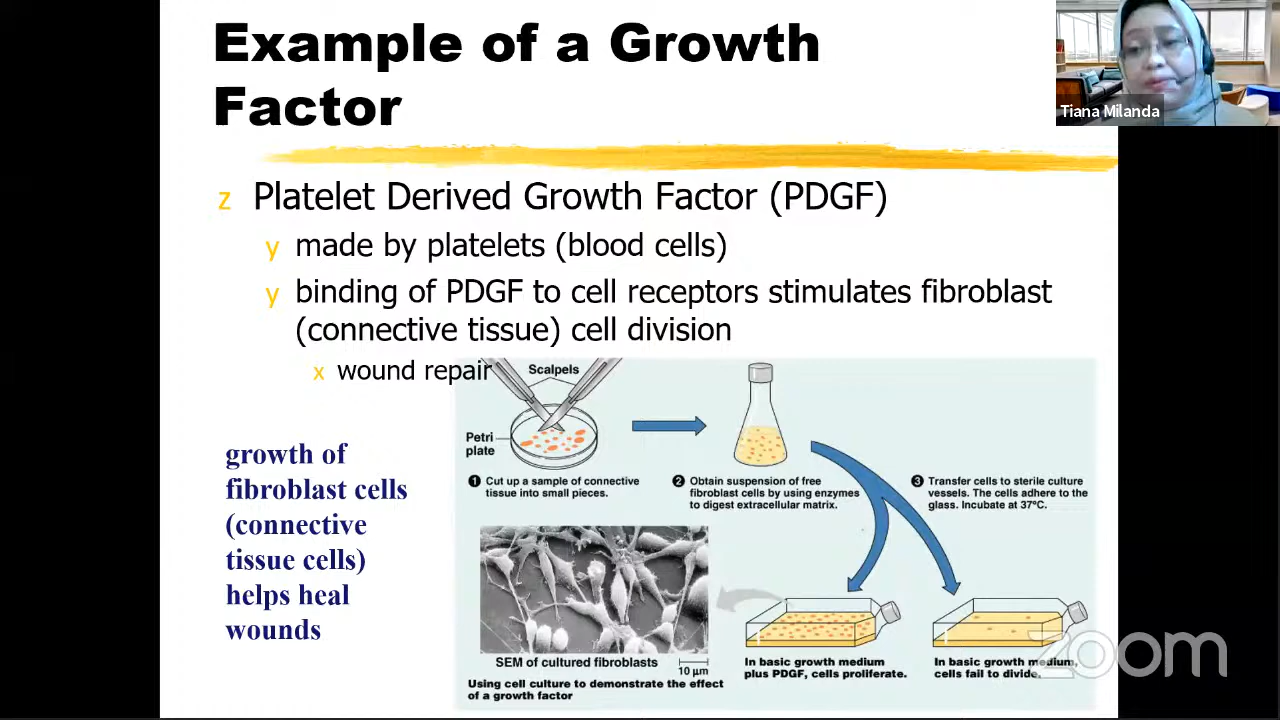 Example of a Growth
Factor
Tiana Milanda
z Platelet Derived Growth Factor (PDGF)
y made by platelets (blood cells)
y binding of PDGF to cell receptors stimulates fibroblast
(connective tissue) cell division
x wound repair
growth of
fibroblast cells
(connective
tissue cells)
helps heal
wounds
Scalpels
Petri
plate
1 Cut up a sample of connective
tissue into small pieces.
2 Obtain suspension of free
fibroblast cells by using enzymes
to digest extracellular matrix.
3 Transfer cells to sterile culture
vessels. The cells adhere to the
glass. Incubate at 37°C.
SEM of cultured fibroblasts
10 µm
Using cell culture to demonstrate the effect
of a growth factor
In basic growth medium
plus PDGF, cells proliferate.
In basic growth medium,
cells fail to divide.
zoom